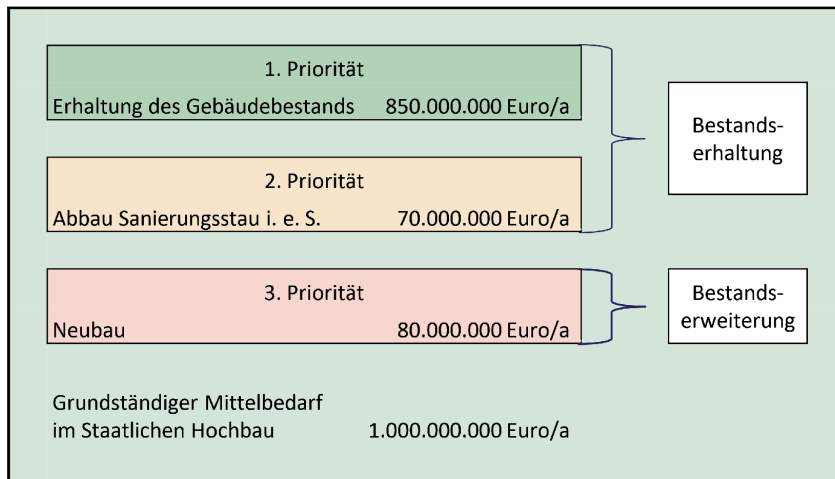 1. Priorität
Erhaltung des Gebäudebestands 850.000.000 Euro/a
2. Priorität
Abbau Sanierungsstau i. e. S. 70.000.000 Euro/a
Bestands-
erhaltung
3. Priorität
Neubau 80.000.000 Euro/a
Bestands-
erweiterung
Grundständiger Mittelbedarf
im Staatlichen Hochbau 1.000.000.000 Euro/a